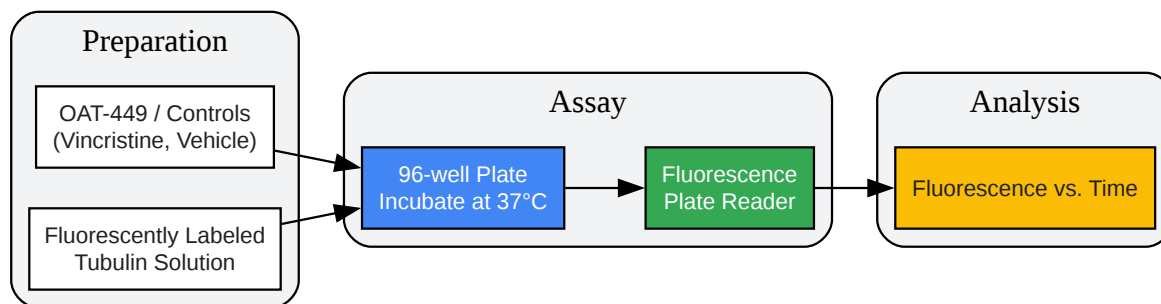 Preparation
OAT-449 / Controls
(Vincristine, Vehicle)
Fluorescently Labeled
Tubulin Solution
Assay
96-well Plate
Incubate at 37°C
Fluorescence
Plate Reader
Analysis
Fluorescence vs. Time